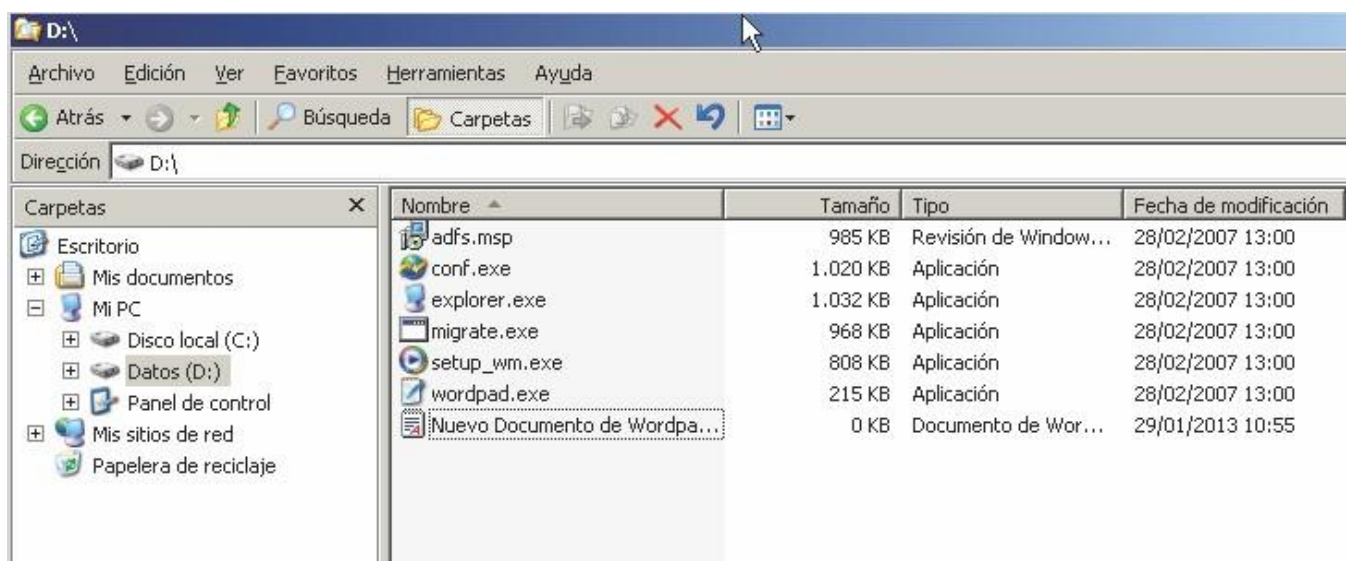 D:\
Archivo Edición Ver Favoritos Herramientas Ayuda
Atrás Búsqueda Carpetas
Dirección D:\
Carpetas
Escritorio
Mis documentos
Mi PC
Disco local (C:)
Datos (D:)
Panel de control
Mis sitios de red
Papelera de reciclaje
Nombre Tamaño Tipo Fecha de modificación
adfs.msp 985 KB Revisión de Window... 28/02/2007 13:00
conf.exe 1.020 KB Aplicación 28/02/2007 13:00
explorer.exe 1.032 KB Aplicación 28/02/2007 13:00
migrate.exe 968 KB Aplicación 28/02/2007 13:00
setup_wm.exe 808 KB Aplicación 28/02/2007 13:00
wordpad.exe 215 KB Aplicación 28/02/2007 13:00
Nuevo Documento de Wordpa... 0 KB Documento de Wor... 29/01/2013 10:55